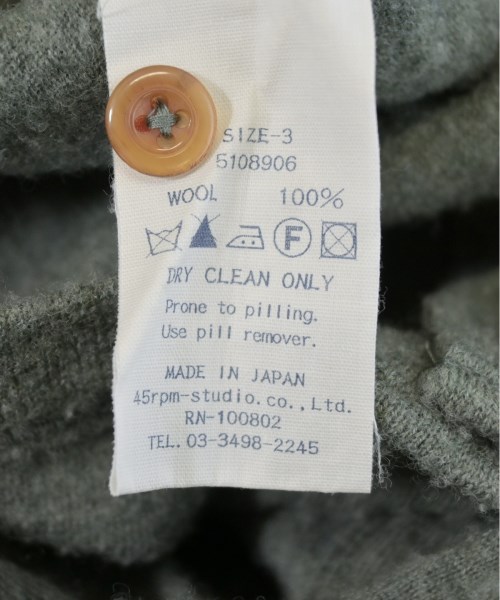 SIZE-3
5108906
WOOL 100%
F
DRY CLEAN ONLY
Prone to pilling.
Use pill remover.
MADE IN JAPAN
45rpm-studio.co.,Ltd.
RN-100802
TEL.03-3498-2245